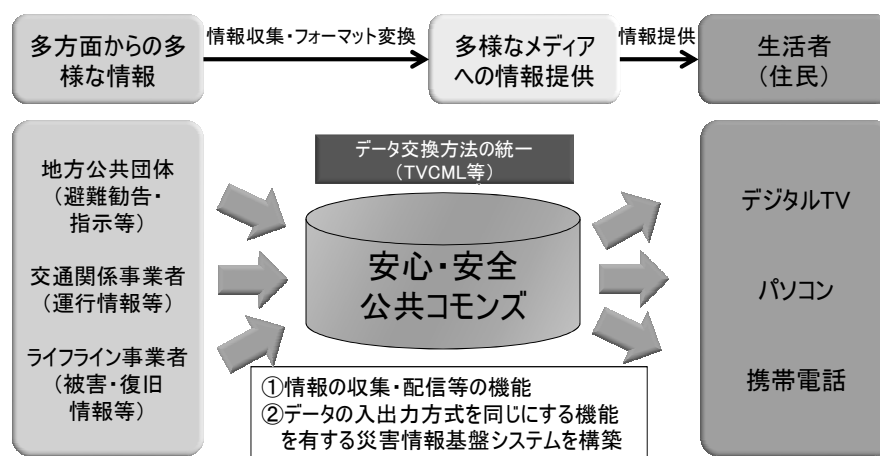 多方面からの多
様な情報
情報収集・フォーマット変換
多様なメディア
への情報提供
情報提供
生活者
（住民）
地方公共団体
（避難勧告・
指示等）
交通関係事業者
（運行情報等）
ライフライン事業者
（被害・復旧
情報等）
データ交換方法の統一
（TVCML等）
安心・安全
公共コモンズ
①情報の収集・配信等の機能
②データの入出力方式を同じにする機能
を有する災害情報基盤システムを構築
デジタルTV
パソコン
携帯電話